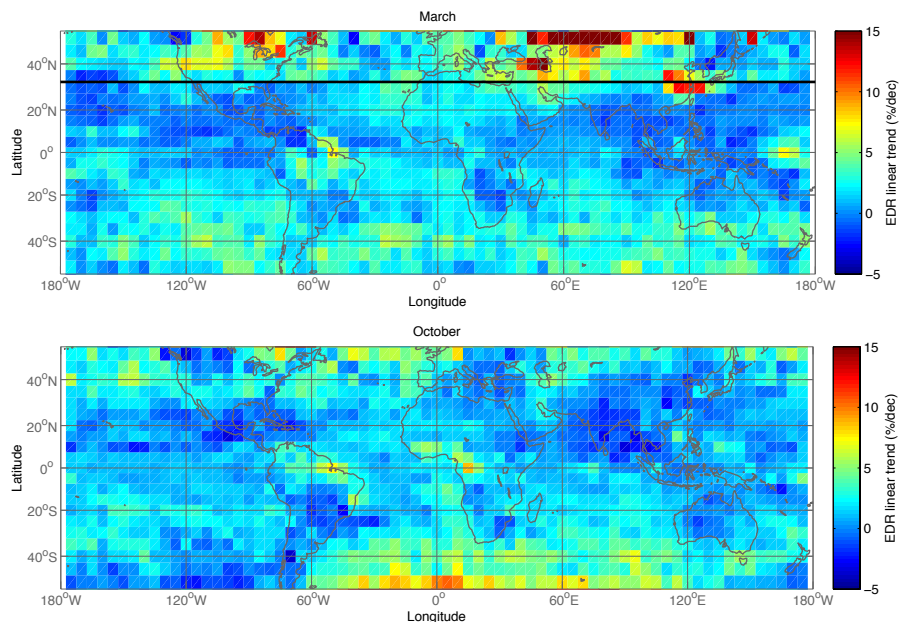 March
40°N
20°N
0°
20°S
40°S
Latitude
180°W 120°W 60°W 0° 60°E 120°E 180°W
Longitude
15
10
5
0
−5
EDR linear trend (%/dec)
October
40°N
20°N
0°
20°S
40°S
Latitude
180°W 120°W 60°W 0° 60°E 120°E 180°W
Longitude
15
10
5
0
−5
EDR linear trend (%/dec)